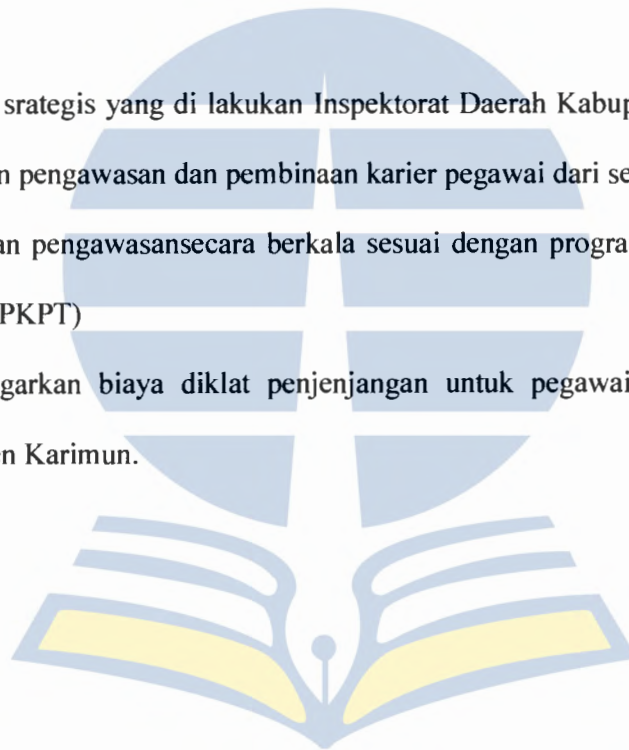 srategis yang di lakukan Inspektorat Daerah Kabup
n pengawasan dan pembinaan karier pegawai dari se
an pengawasansecara berkala sesuai dengan progra
PKPT)
garkan biaya diklat penjenjangan untuk pegawai
en Karimun.